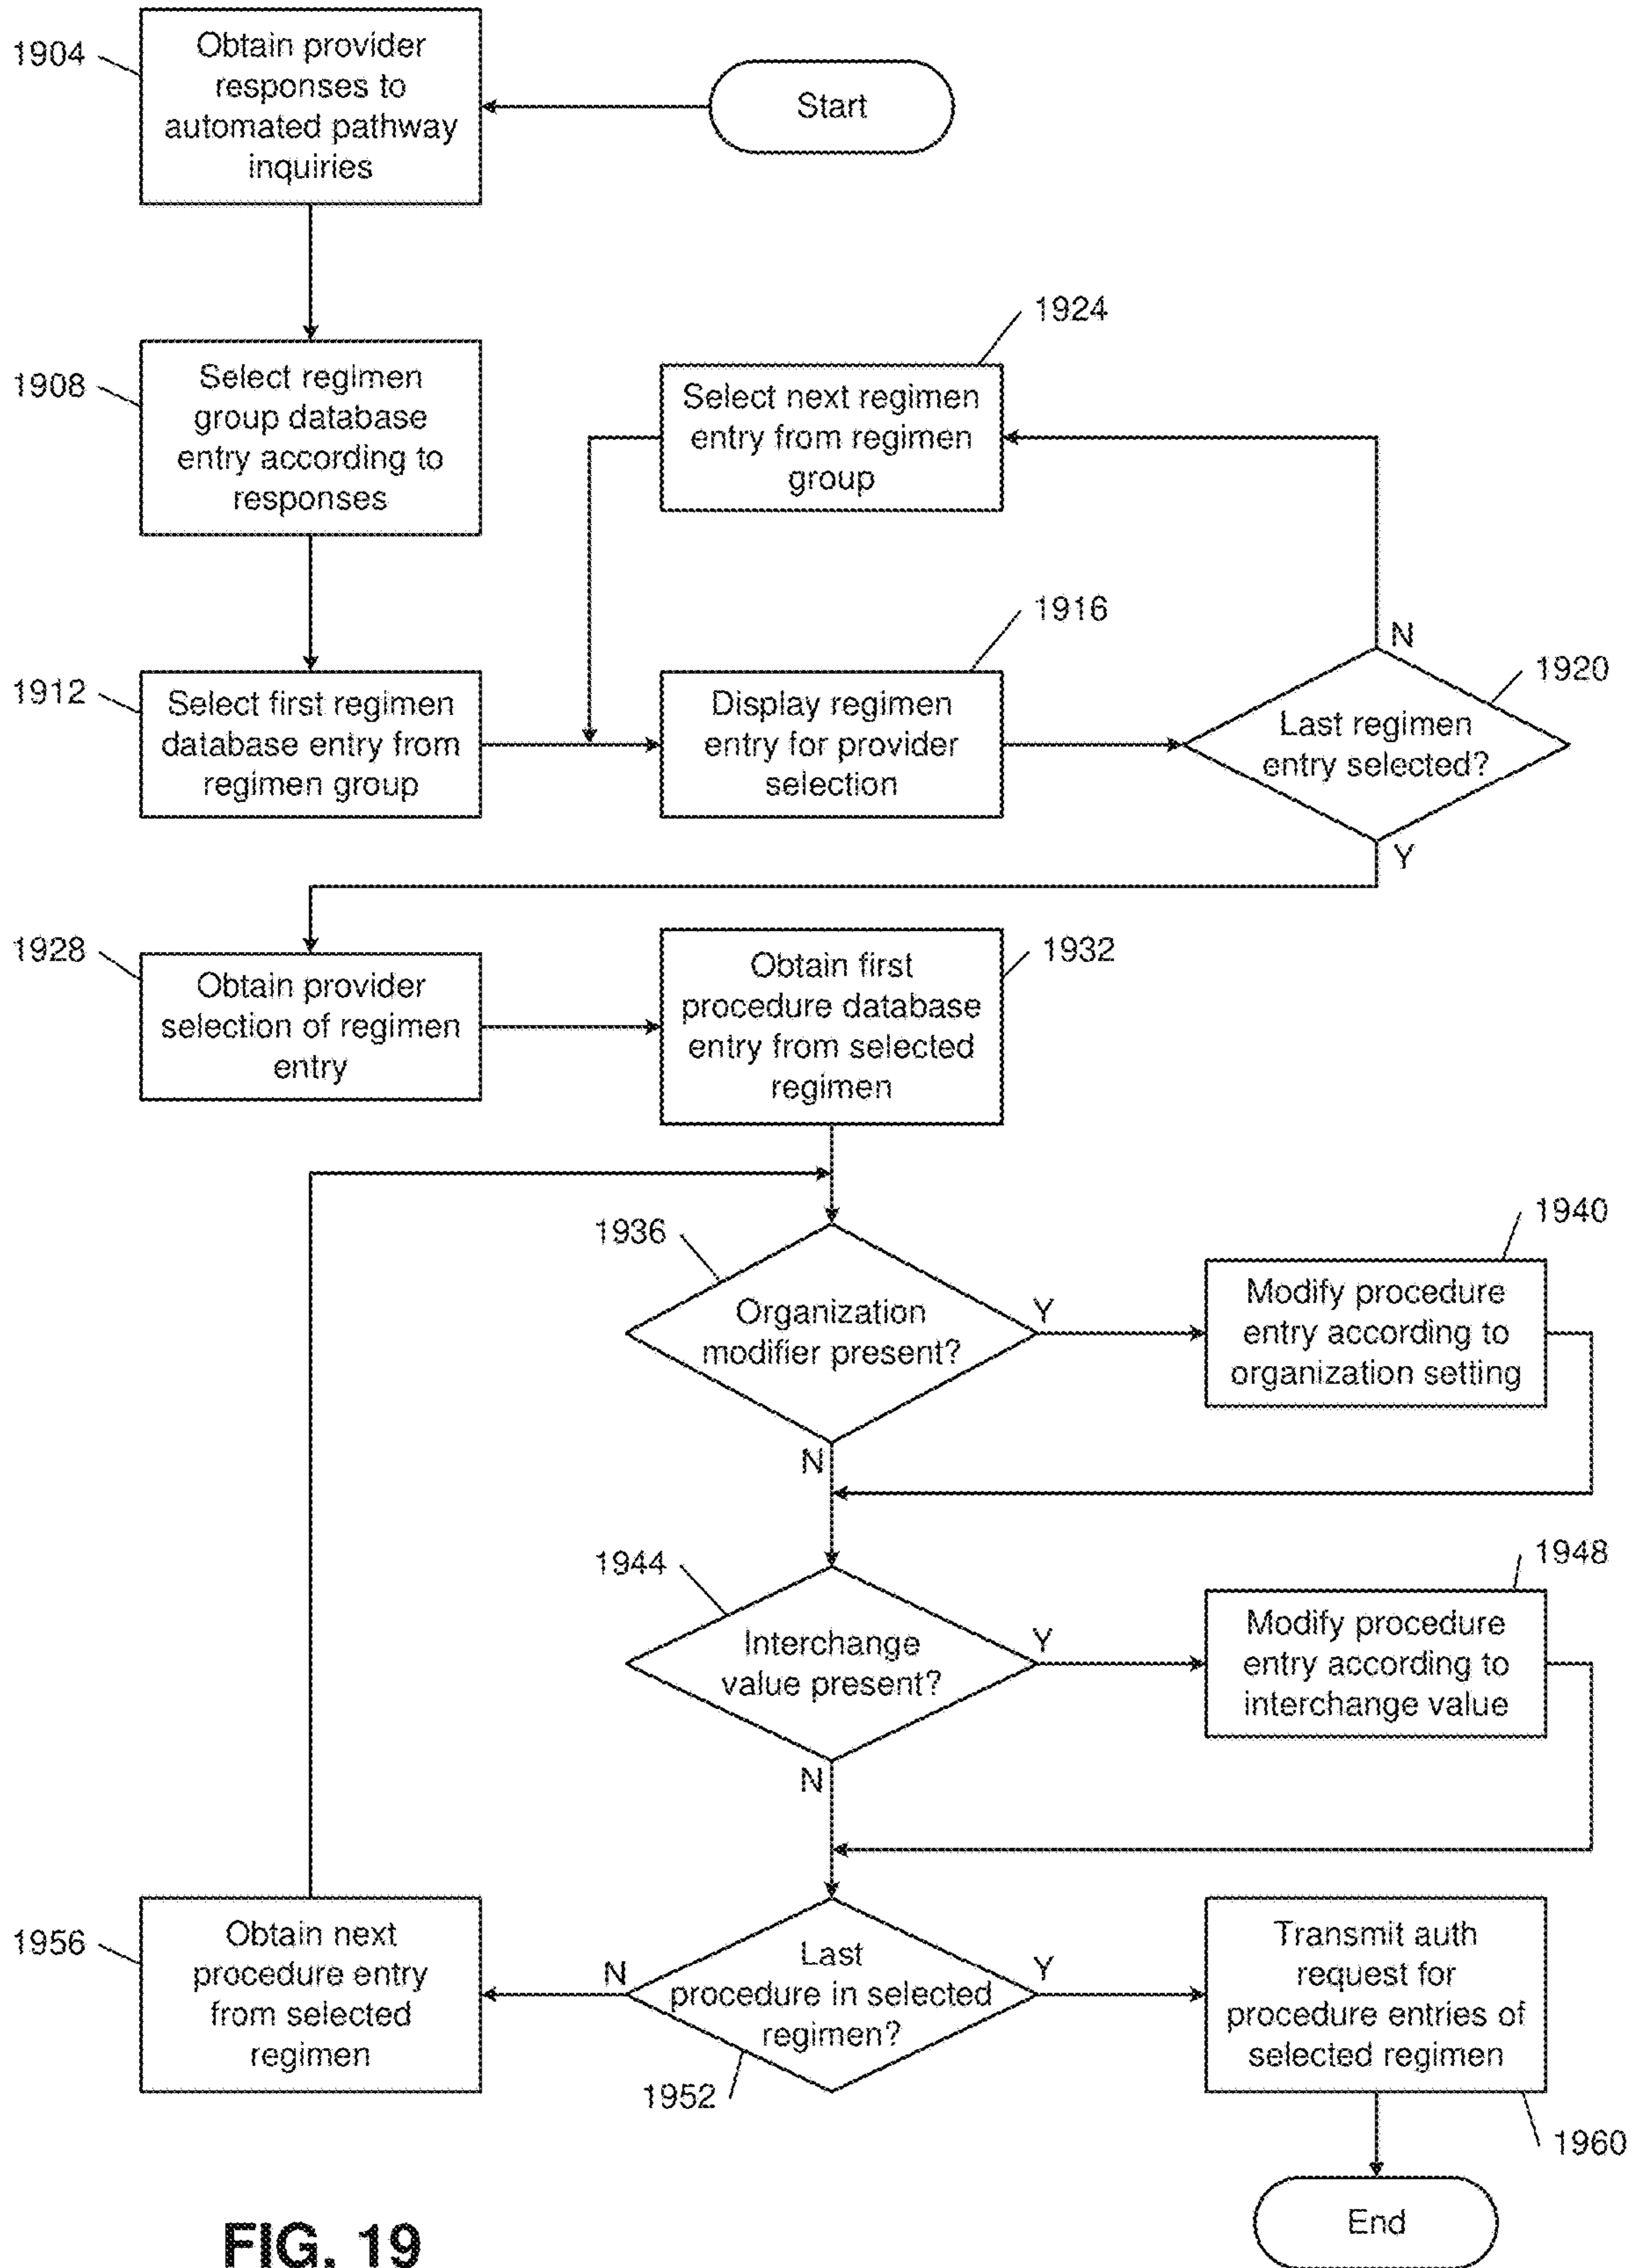 1904
Obtain provider
responses to
automated pathway
inquiries
Start
1908
Select regimen
group database
entry according to
responses
1924
Select next regimen
entry from regimen
group
1912
Select first regimen
database entry from
regimen group
1916
Display regimen
entry for provider
selection
N
1920
Last regimen
entry selected?
Y
1928
Obtain provider
selection of regimen
entry
1932
Obtain first
procedure database
entry from selected
regimen
1936
Organization
modifier present?
Y
N
1940
Modify procedure
entry according to
organization setting
1944
Interchange
value present?
Y
N
1948
Modify procedure
entry according to
interchange value
1956
Obtain next
procedure entry
from selected
regimen
N
Last
procedure in selected
regimen?
Y
1952
Transmit auth
request for
procedure entries of
selected regimen
1960
End
FIG. 19